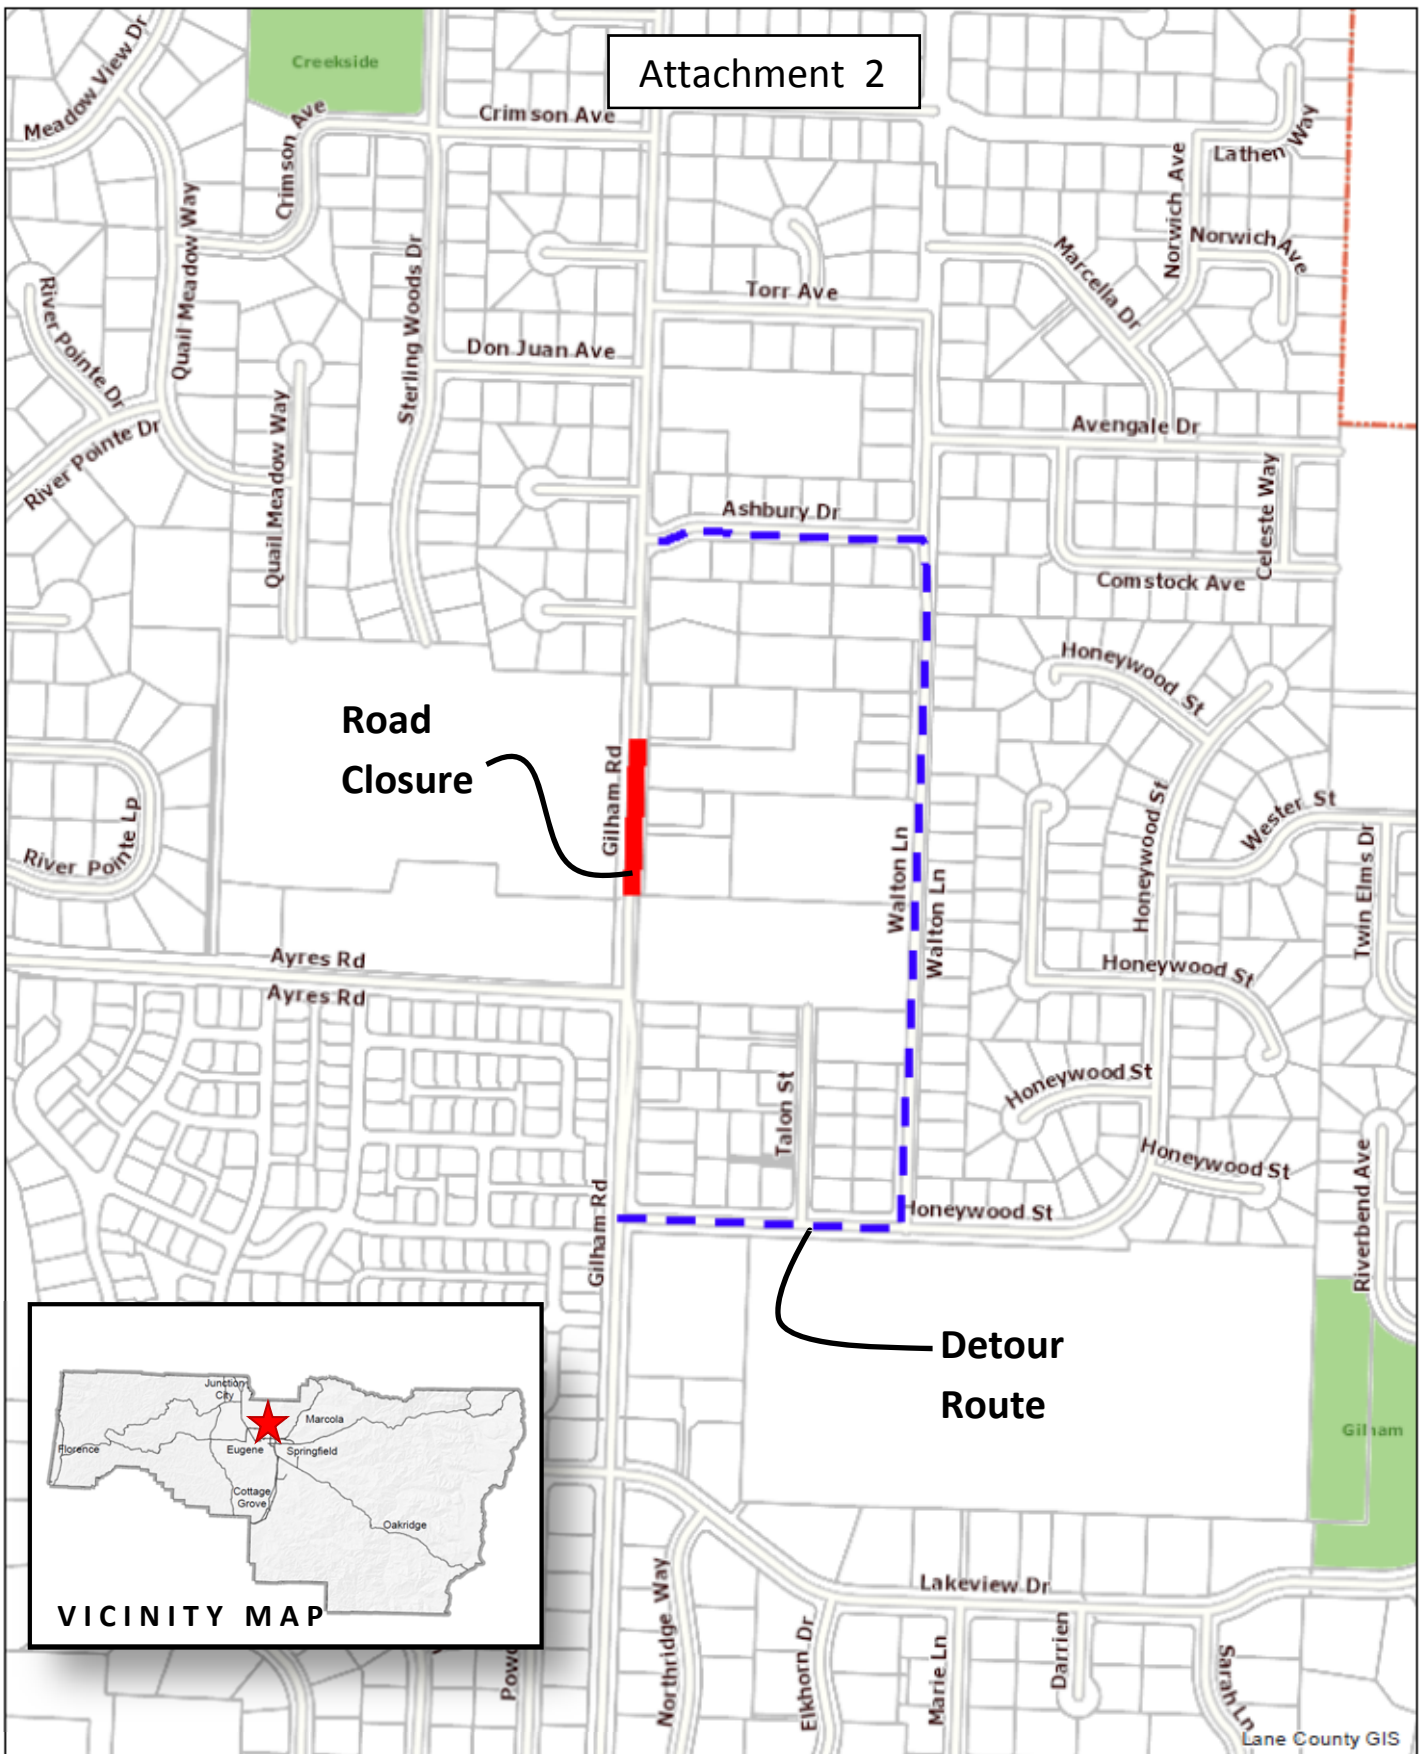 Attachment 2
Creekside
Meadow View Dr
Crimson Ave
Crimson Ave
Lathen Way
Norwich Ave
Norwich Ave
Marcella Dr
Quail Meadow Way
Sterling Woods Dr
River Pointe Dr
Torr Ave
Don Juan Ave
River Pointe Dr
Quail Meadow Way
Avengale Dr
Celeste Way
Ashbury Dr
Comstock Ave
Honeywood St
Road
Closure
Gilham Rd
River Pointe Lp
Honeywood St
Wester St
Twin Elms Dr
Walton Ln
Walton Ln
Ayres Rd
Ayres Rd
Honeywood St
Talon St
Honeywood St
Honeywood St
Riverbend Ave
Gilham Rd
Honeywood St
Detour
Route
Gilham
Junction
City
Marcola
Florence
Eugene
Springfield
Cottage
Grove
Oakridge
VICINITY MAP
Lakeview Dr
Northridge Way
Elkhorn Dr
Marie Ln
Darrien
Sarah Ln
Lane County GIS